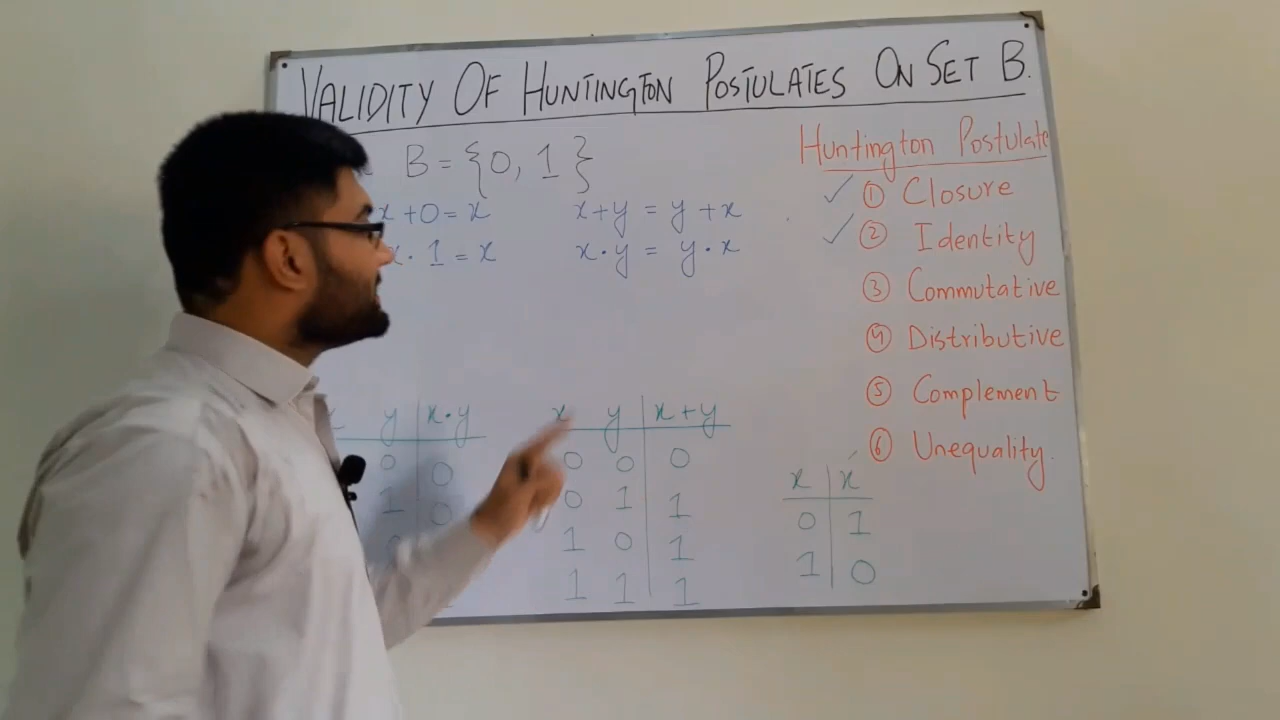 VALIDITY OF HUNTINGTON POSTULATES ON SET B.
B = {0, 1}
x + 0 = x
x · 1 = x
x + y = y + x
x · y = y · x
Huntington Postulate
① Closure
② Identity
③ Commutative
④ Distributive
⑤ Complement
⑥ Unequality.
y x·y
0 0
1 0
x y x+y
0 0 0
0 1 1
1 0 1
1 1 1
x x′
0 1
1 0